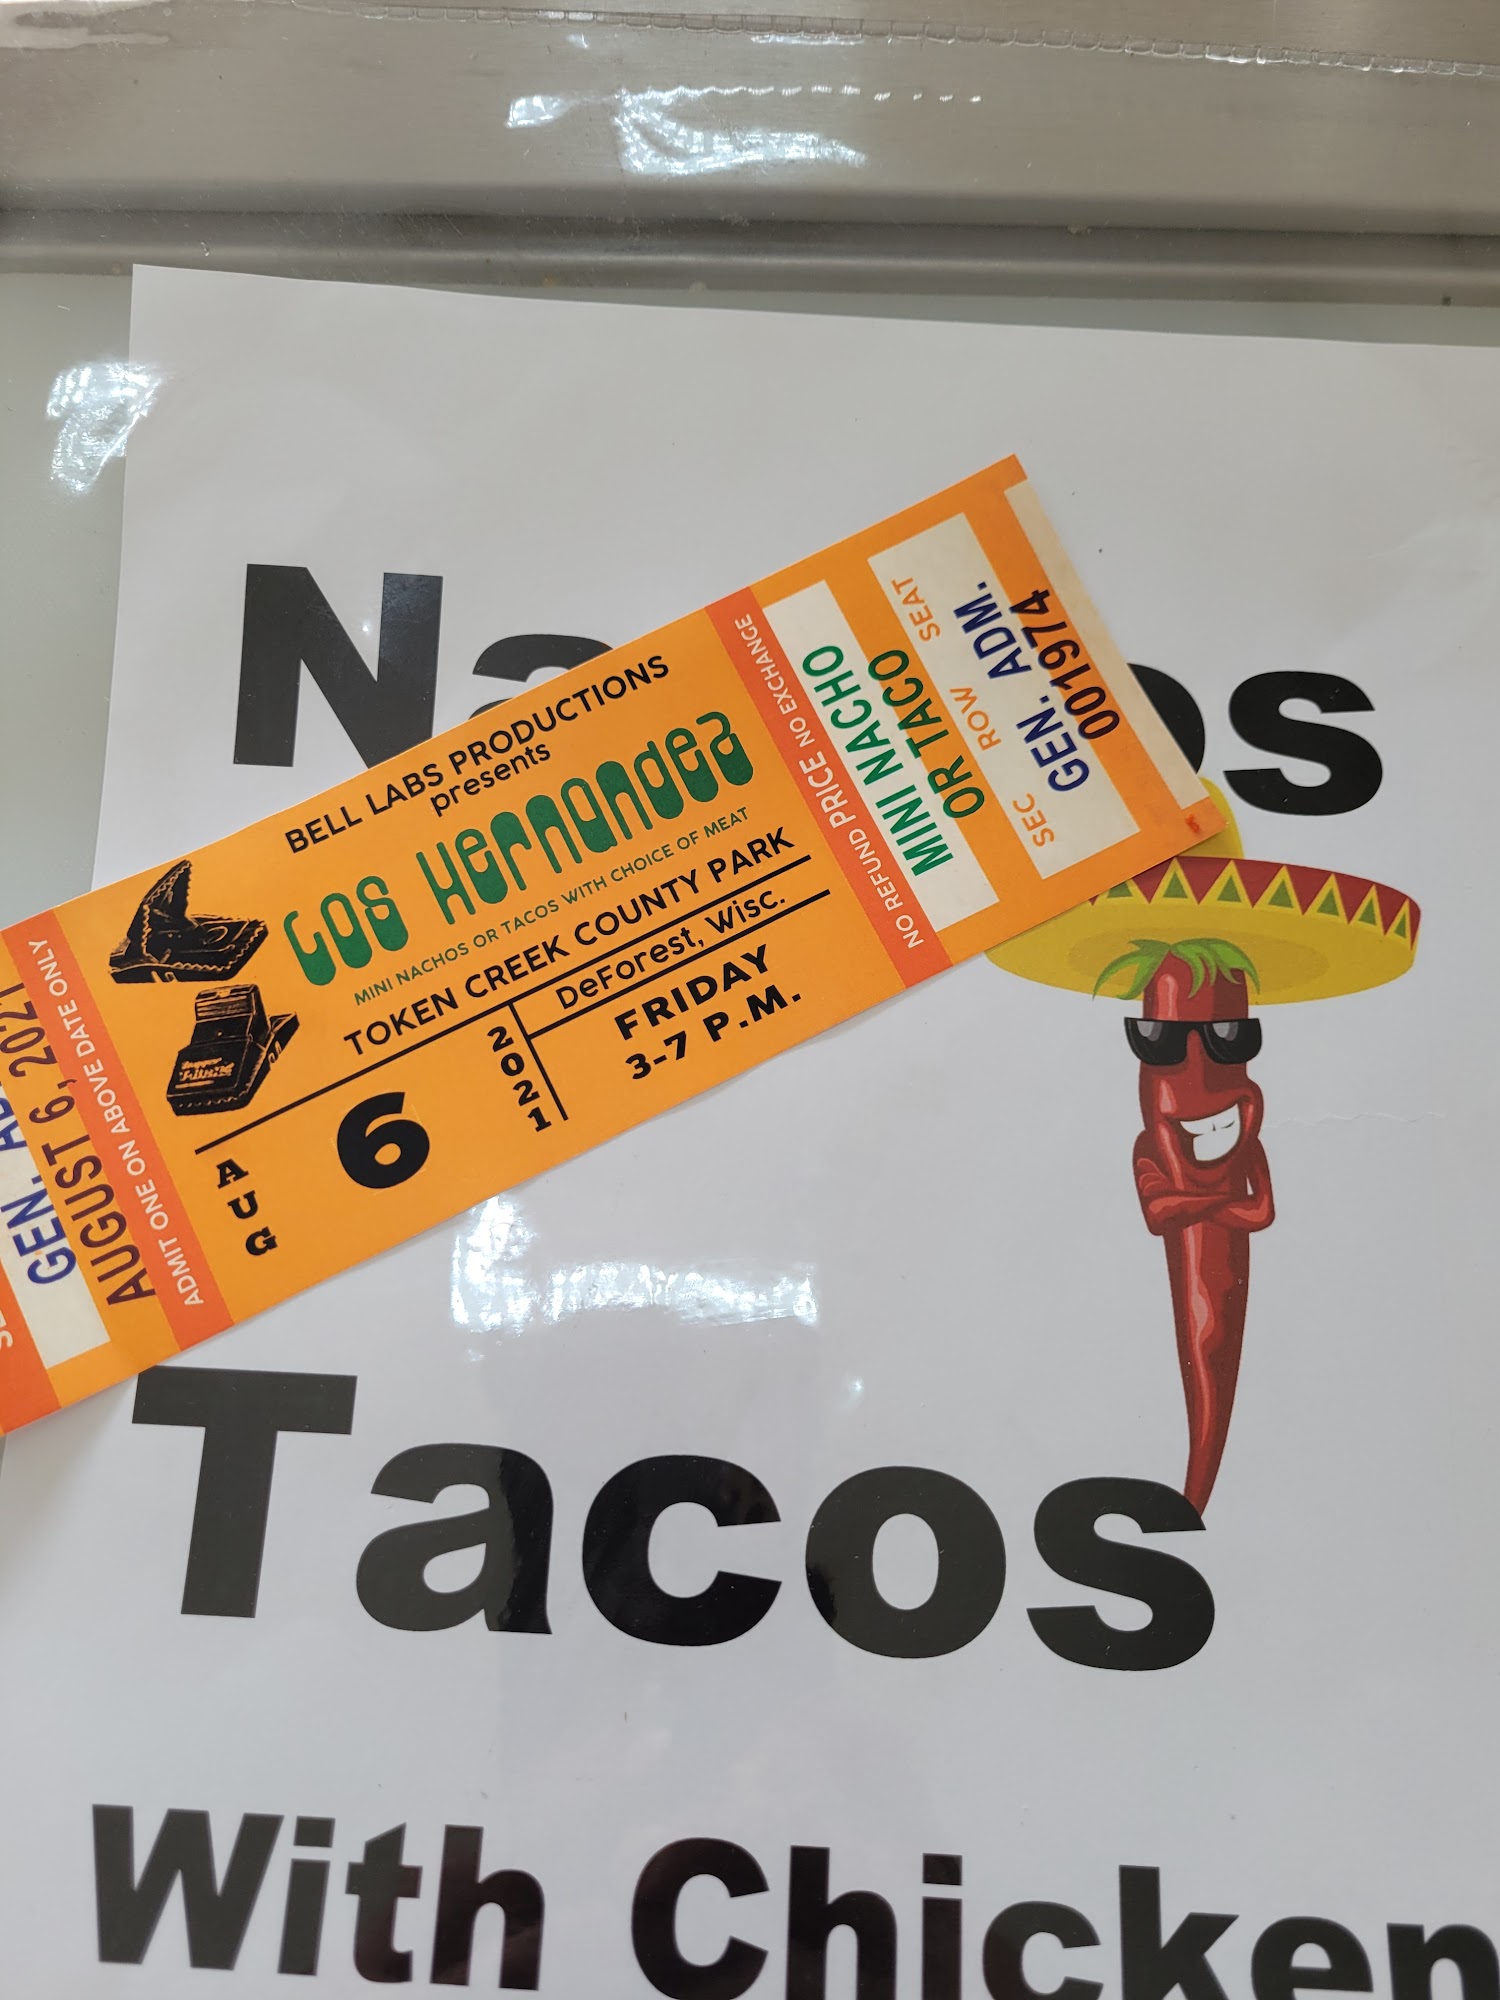 BELL LABS PRODUCTIONS
presents
Los Hernandez
MINI NACHOS OR TACOS WITH CHOICE OF MEAT
TOKEN CREEK COUNTY PARK
DeForest, Wisc.
AUG
6
2021
FRIDAY
3-7 P.M.
NO REFUND PRICE NO EXCHANGE
MINI NACHO
OR TACO
SEC ROW SEAT
GEN. ADM.
001974
ADMIT ONE ON ABOVE DATE ONLY
AUGUST 6, 2021
GEN.
Tacos
With Chicken